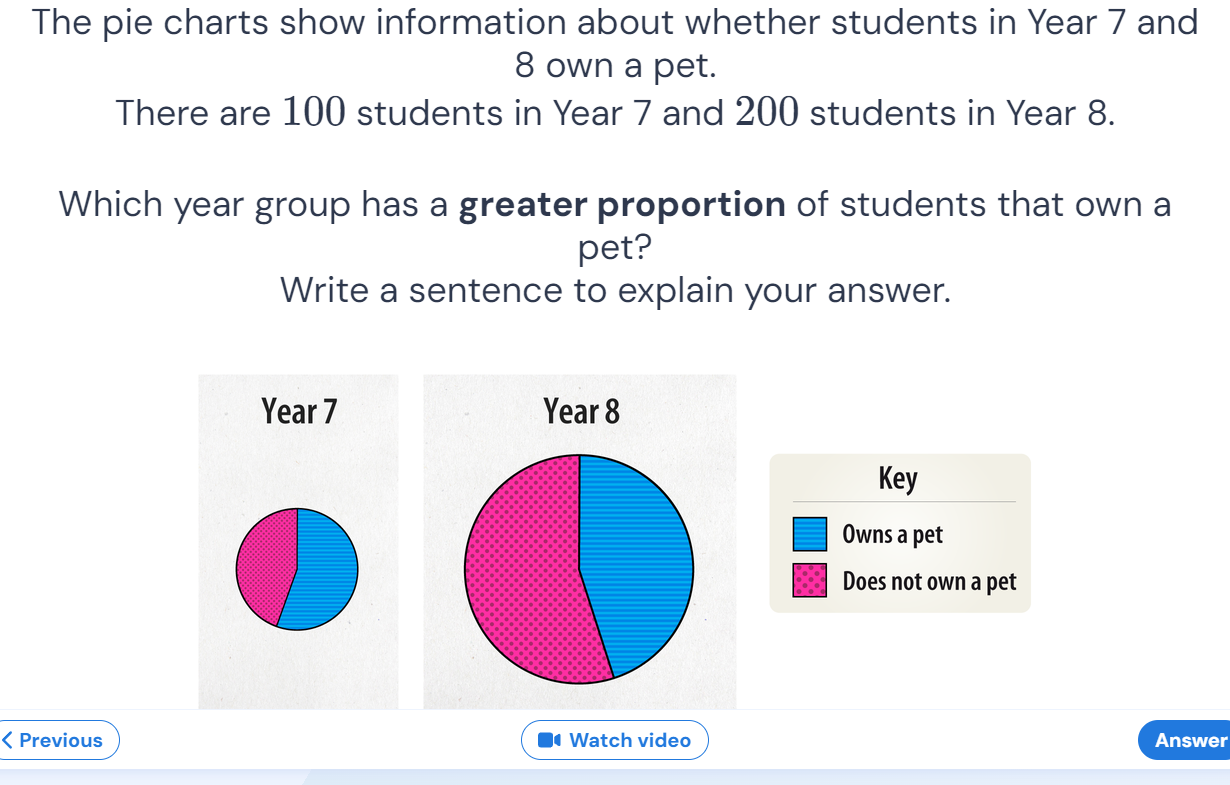 The pie charts show information about whether students in Year 7 and
8 own a pet.
There are 100 students in Year 7 and 200 students in Year 8.
Which year group has a greater proportion of students that own a
pet?
Write a sentence to explain your answer.
Year 7
Year 8
Key
Owns a pet
Does not own a pet
Previous
Watch video
Answer